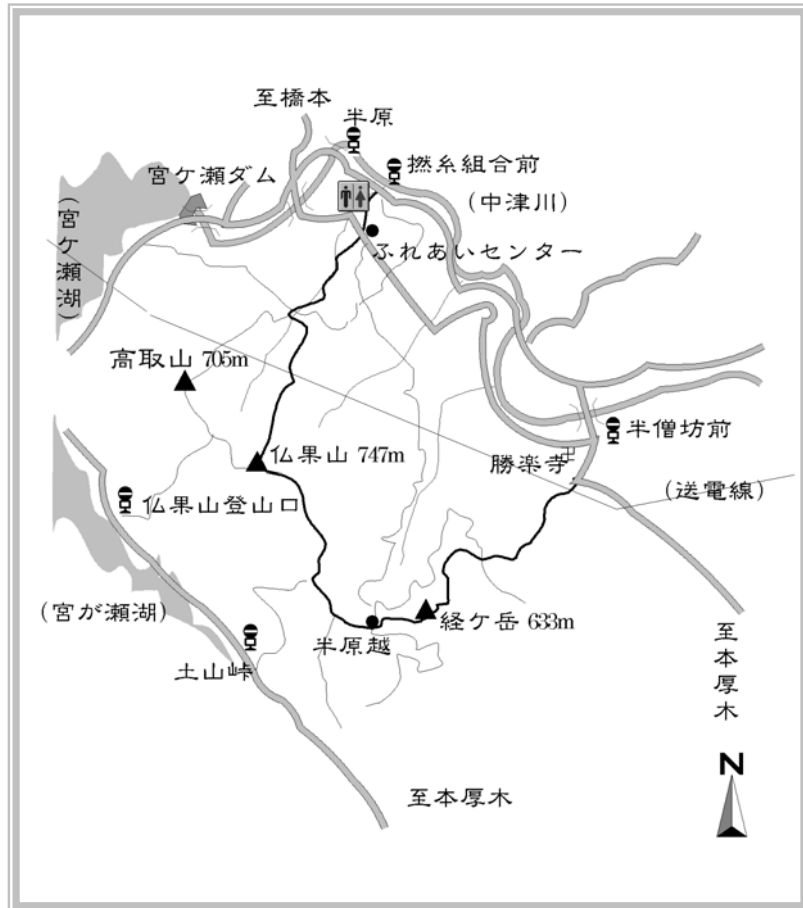 至橋本
半原
撚糸組合前
宮ケ瀬ダム
(中津川)
(宮ケ瀬湖)
ふれあいセンター
高取山 705m
半僧坊前
仏果山 747m
勝楽寺
仏果山登山口
(送電線)
(宮が瀬湖)
経ケ岳 633m
半原越
土山峠
至本厚木
至本厚木
N